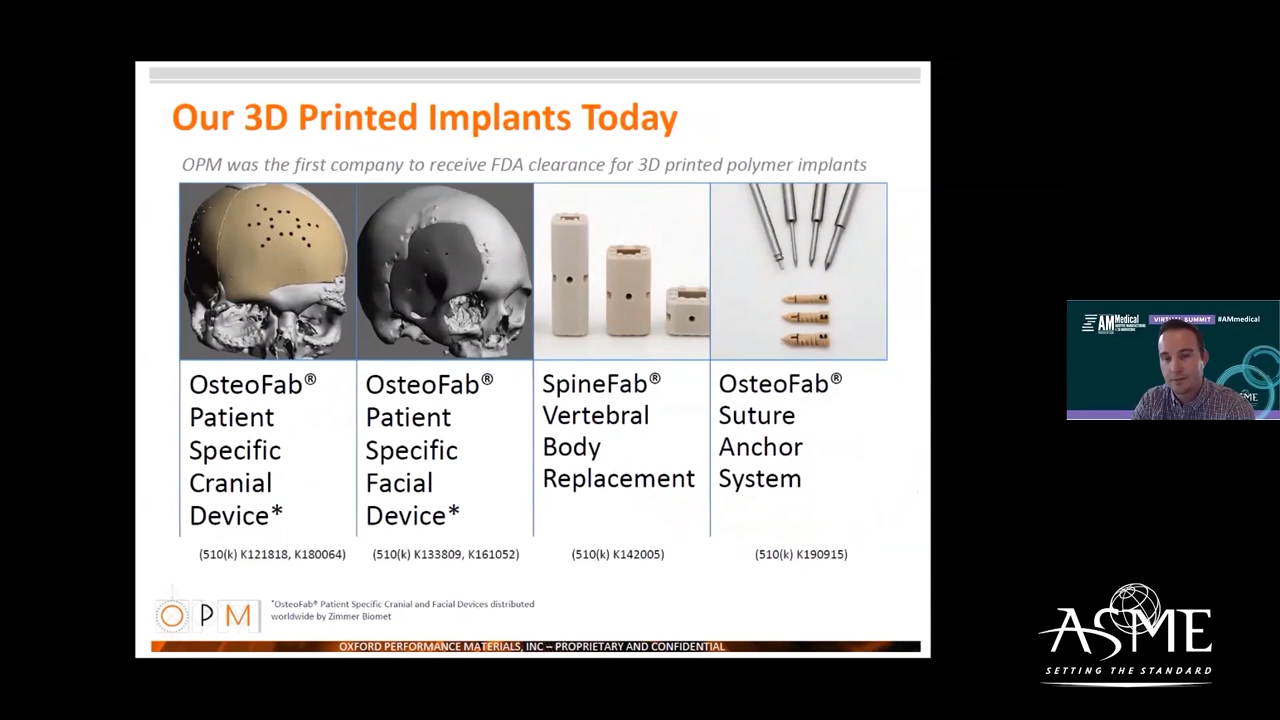 Our 3D Printed Implants Today
OPM was the first company to receive FDA clearance for 3D printed polymer implants
OsteoFab®
Patient
Specific
Cranial
Device*
(510(k) K121818, K180064)
OsteoFab®
Patient
Specific
Facial
Device*
(510(k) K133809, K161052)
SpineFab®
Vertebral
Body
Replacement
(510(k) K142005)
OsteoFab®
Suture
Anchor
System
(510(k) K190915)
OPM
*OsteoFab® Patient Specific Cranial and Facial Devices distributed
worldwide by Zimmer Biomet
OXFORD PERFORMANCE MATERIALS, INC – PROPRIETARY AND CONFIDENTIAL
AM Medical
VIRTUAL SUMMIT
#AMmedical
ASME
SETTING THE STANDARD